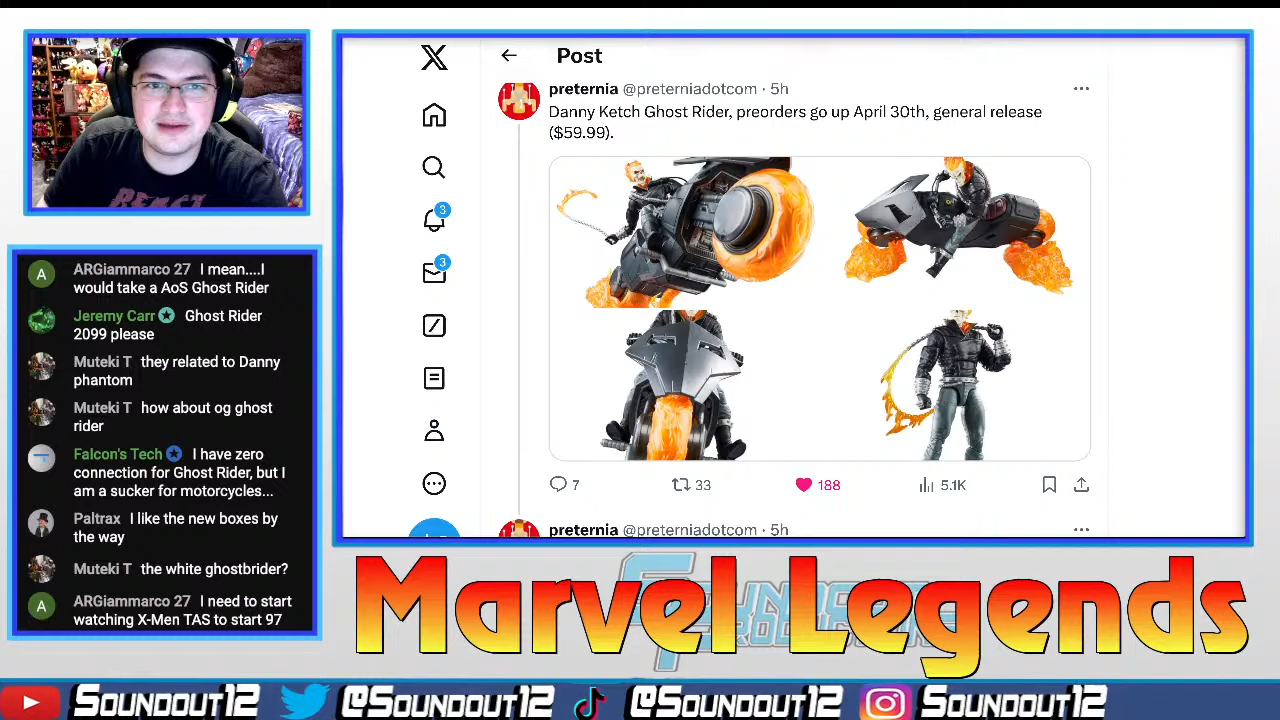 Post
preternia @preterniadotcom · 5h
Danny Ketch Ghost Rider, preorders go up April 30th, general release
($59.99).
3
3
7
33
188
5.1K
preternia @preterniadotcom · 5h
A
ARGiammarco 27 I mean....I
would take a AoS Ghost Rider
Jeremy Carr Ghost Rider
2099 please
Muteki T they related to Danny
phantom
Muteki T how about og ghost
rider
Falcon's Tech I have zero
connection for Ghost Rider, but I
am a sucker for motorcycles...
Paltrax I like the new boxes by
the way
Muteki T the white ghostbrider?
A
ARGiammarco 27 I need to start
watching X-Men TAS to start 97
Marvel Legends
Soundout12
@Soundout12
@Soundout12
Soundout12